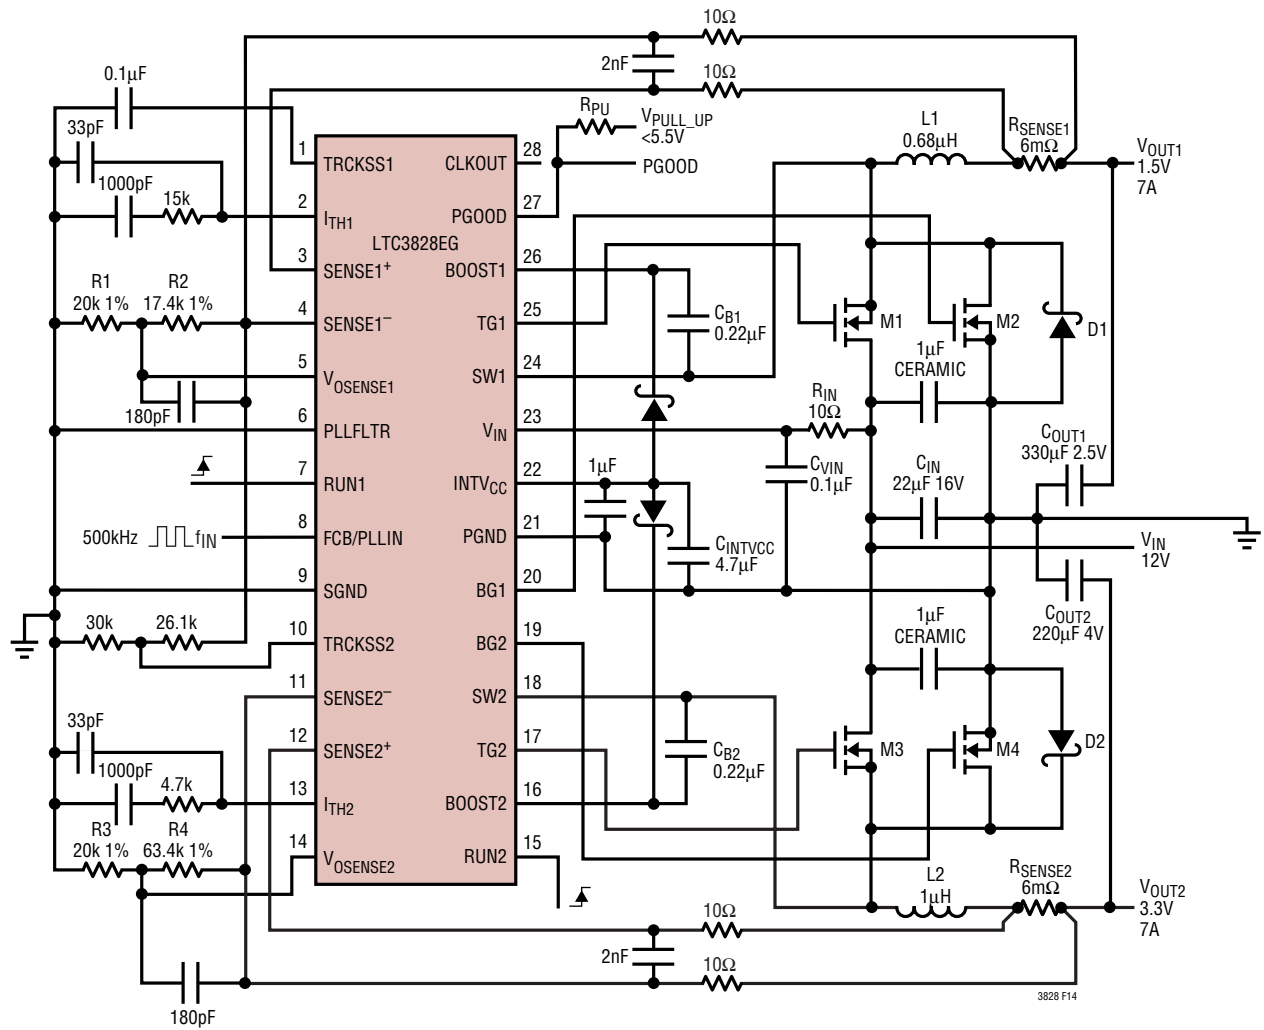 10Ω
2nF
10Ω
0.1µF
33pF
1000pF
15k
R1
20k 1%
R2
17.4k 1%
180pF
500kHz
fIN
30k
26.1k
33pF
1000pF
4.7k
R3
20k 1%
R4
63.4k 1%
180pF
LTC3828EG
1
TRCKSS1
2
ITH1
3
SENSE1+
4
SENSE1–
5
VOSENSE1
6
PLLFLTR
7
RUN1
8
FCB/PLLIN
9
SGND
10
TRCKSS2
11
SENSE2–
12
SENSE2+
13
ITH2
14
VOSENSE2
28
CLKOUT
27
PGOOD
26
BOOST1
25
TG1
24
SW1
23
VIN
22
INTVCC
21
PGND
20
BG1
19
BG2
18
SW2
17
TG2
16
BOOST2
15
RUN2
RPU
VPULL_UP
<5.5V
PGOOD
L1
0.68µH
RSENSE1
6mΩ
VOUT1
1.5V
7A
CB1
0.22µF
M1
M2
D1
1µF
CERAMIC
RIN
10Ω
CVIN
0.1µF
1µF
CIN
22µF 16V
COUT1
330µF 2.5V
CINTVCC
4.7µF
VIN
12V
1µF
CERAMIC
COUT2
220µF 4V
M3
M4
D2
CB2
0.22µF
L2
1µH
RSENSE2
6mΩ
VOUT2
3.3V
7A
10Ω
2nF
10Ω
3828 F14